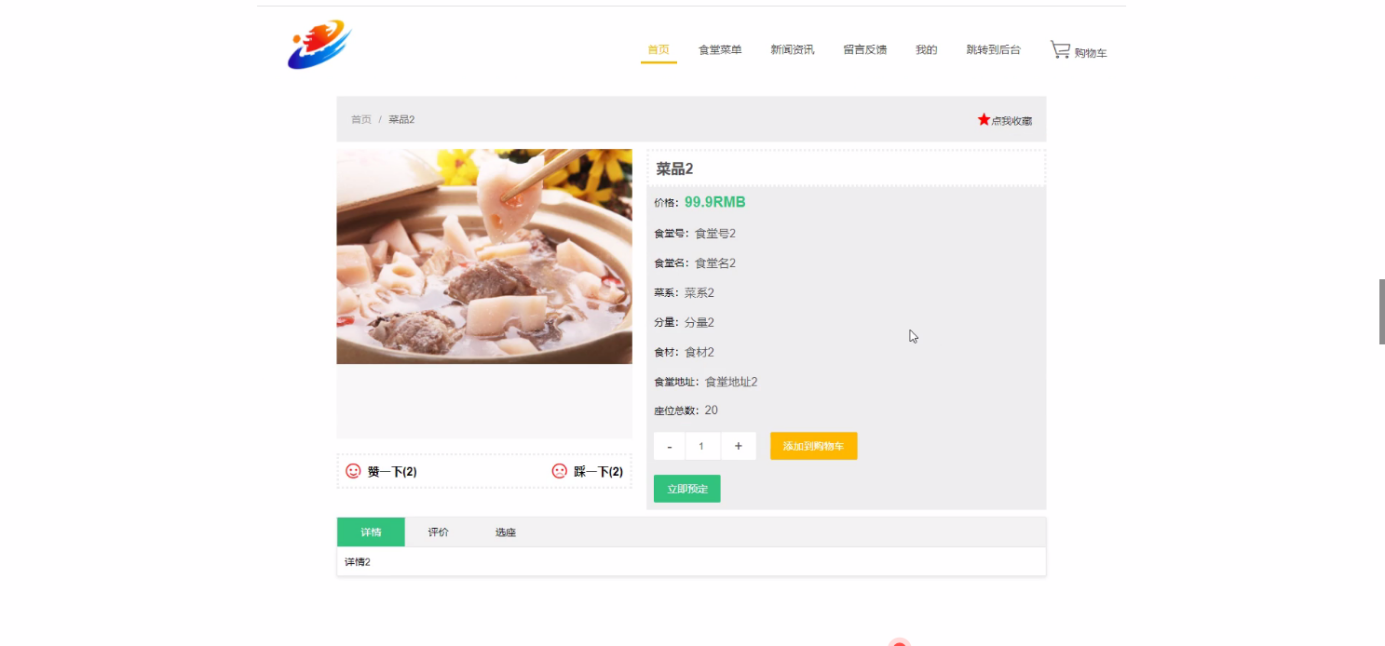 首页 食堂菜单 新闻资讯 留言反馈 我的 跳转到后台 购物车
首页 / 菜品2 点我收藏
菜品2
价格：99.9RMB
食堂号：食堂号2
食堂名：食堂名2
菜系：菜系2
分量：分量2
食材：食材2
食堂地址：食堂地址2
座位总数：20
- 1 + 添加到购物车
立即预定
赞一下(2) 踩一下(2)
详情 评价 选座
详情2